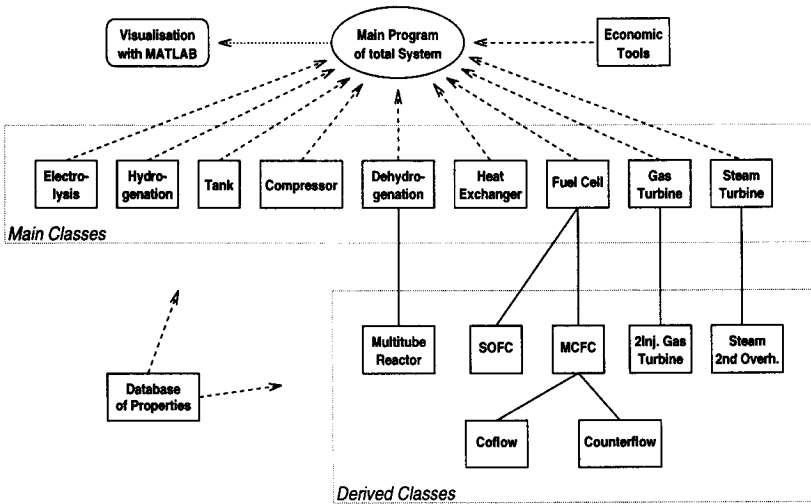 Visualisation
with MATLAB
Main Program
of total System
Economic
Tools
Electro-
lysis
Hydro-
genation
Tank
Compressor
Dehydro-
genation
Heat
Exchanger
Fuel Cell
Gas
Turbine
Steam
Turbine
Main Classes
Multitube
Reactor
SOFC
MCFC
2Inj. Gas
Turbine
Steam
2nd Overh.
Database
of Properties
Coflow
Counterflow
Derived Classes